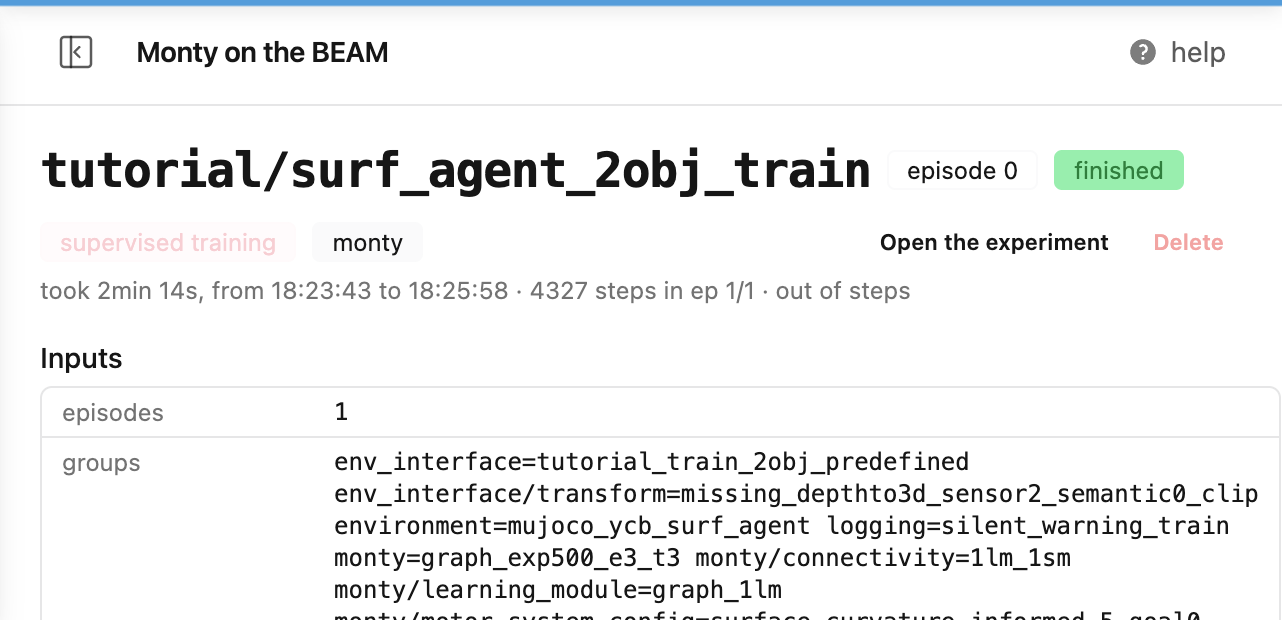 Monty on the BEAM
help
tutorial/surf_agent_2obj_train episode 0 finished
supervised training monty Open the experiment Delete
took 2min 14s, from 18:23:43 to 18:25:58 · 4327 steps in ep 1/1 · out of steps
Inputs
episodes 1
groups env_interface=tutorial_train_2obj_predefined
env_interface/transform=missing_depthto3d_sensor2_semantic0_clip
environment=mujoco_ycb_surf_agent logging=silent_warning_train
monty=graph_exp500_e3_t3 monty/connectivity=1lm_1sm
monty/learning_module=graph_1lm
monty/motor_system_config=surface_curvature_informed_5_goal0